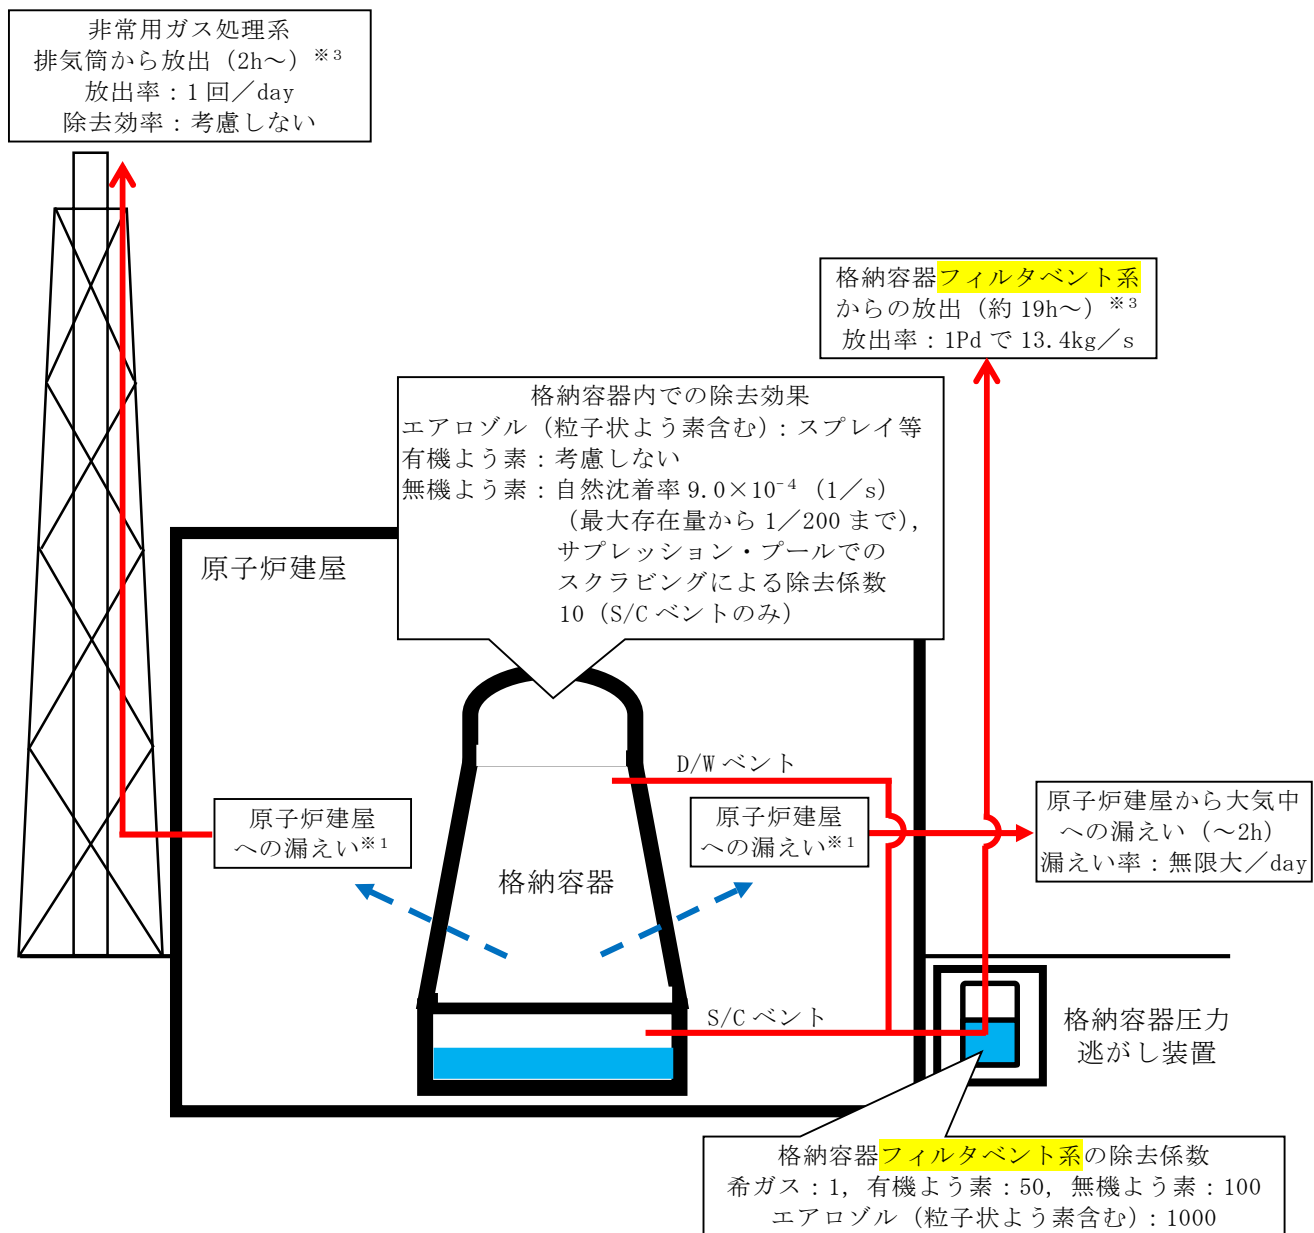 非常用ガス処理系
排気筒から放出（2h～）※3
放出率：1回／day
除去効率：考慮しない
格納容器フィルタベント系
からの放出（約19h～）※3
放出率：1Pdで13.4kg／s
格納容器内での除去効果
エアロゾル（粒子状よう素含む）：スプレイ等
有機よう素：考慮しない
無機よう素：自然沈着率9.0×10⁻⁴（1／s）
（最大存在量から1／200まで），
サプレッション・プールでの
スクラビングによる除去係数
10（S/Cベントのみ）
原子炉建屋
D/Wベント
原子炉建屋
への漏えい※1
格納容器
原子炉建屋
への漏えい※1
原子炉建屋から大気中
への漏えい（～2h）
漏えい率：無限大／day
S/Cベント
格納容器圧力
逃がし装置
格納容器フィルタベント系の除去係数
希ガス：1，有機よう素：50，無機よう素：100
エアロゾル（粒子状よう素含む）：1000